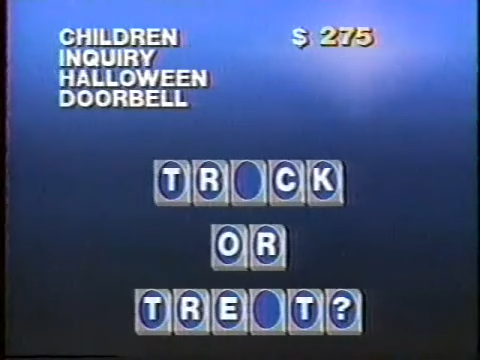 CHILDREN $ 275
INQUIRY
HALLOWEEN
DOORBELL
TR CK
OR
TRE T?